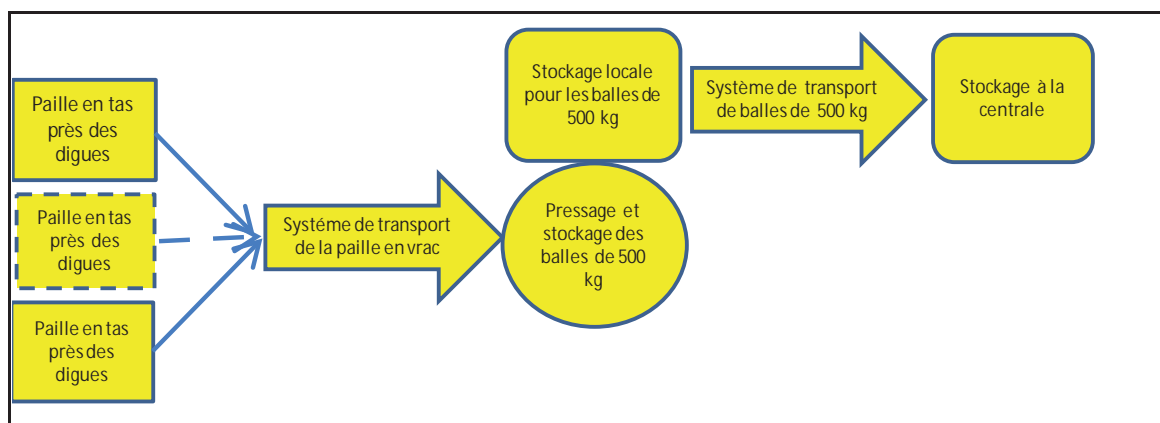 Paille en tas
près des
digues
Paille en tas
près des
digues
Paille en tas
près des
digues
Systéme de transport
de la paille en vrac
Stockage locale
pour les balles de
500 kg
Pressage et
stockage des
balles de 500
kg
Système de transport
de balles de 500 kg
Stockage à la
centrale